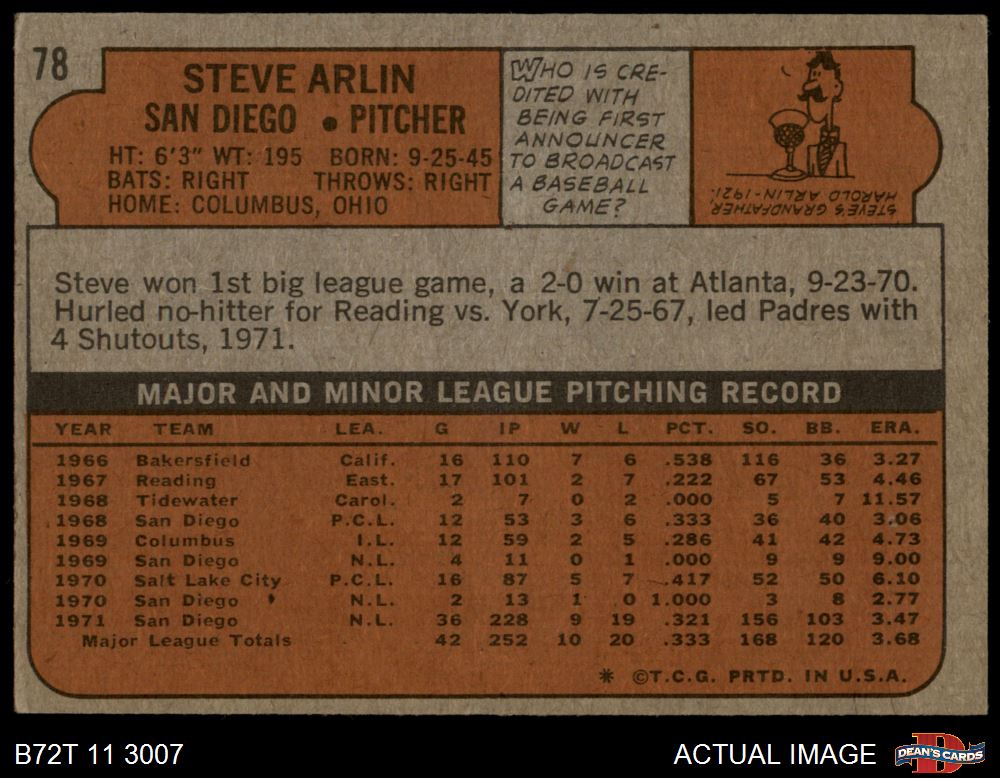 78
STEVE ARLIN
SAN DIEGO • PITCHER
HT: 6'3" WT: 195 BORN: 9-25-45
BATS: RIGHT THROWS: RIGHT
HOME: COLUMBUS, OHIO
WHO IS CRE-
DITED WITH
BEING FIRST
ANNOUNCER
TO BROADCAST
A BASEBALL
GAME?
STEVE'S GRANDFATHER
HAROLD ARLIN-1921.
Steve won 1st big league game, a 2-0 win at Atlanta, 9-23-70.
Hurled no-hitter for Reading vs. York, 7-25-67, led Padres with
4 Shutouts, 1971.
MAJOR AND MINOR LEAGUE PITCHING RECORD
YEAR TEAM LEA. G IP W L PCT. SO. BB. ERA.
1966 Bakersfield Calif. 16 110 7 6 .538 116 36 3.27
1967 Reading East. 17 101 2 7 .222 67 53 4.46
1968 Tidewater Carol. 2 7 0 2 .000 5 7 11.57
1968 San Diego P.C.L. 12 53 3 6 .333 36 40 3.06
1969 Columbus I.L. 12 59 2 5 .286 41 42 4.73
1969 San Diego N.L. 4 11 0 1 .000 9 9 9.00
1970 Salt Lake City P.C.L. 16 87 5 7 .417 52 50 6.10
1970 San Diego N.L. 2 13 1 0 1.000 3 8 2.77
1971 San Diego N.L. 36 228 9 19 .321 156 103 3.47
Major League Totals 42 252 10 20 .333 168 120 3.68
* ©T.C.G. PRTD. IN U.S.A.
B72T 11 3007
ACTUAL IMAGE
DEAN'S CARDS